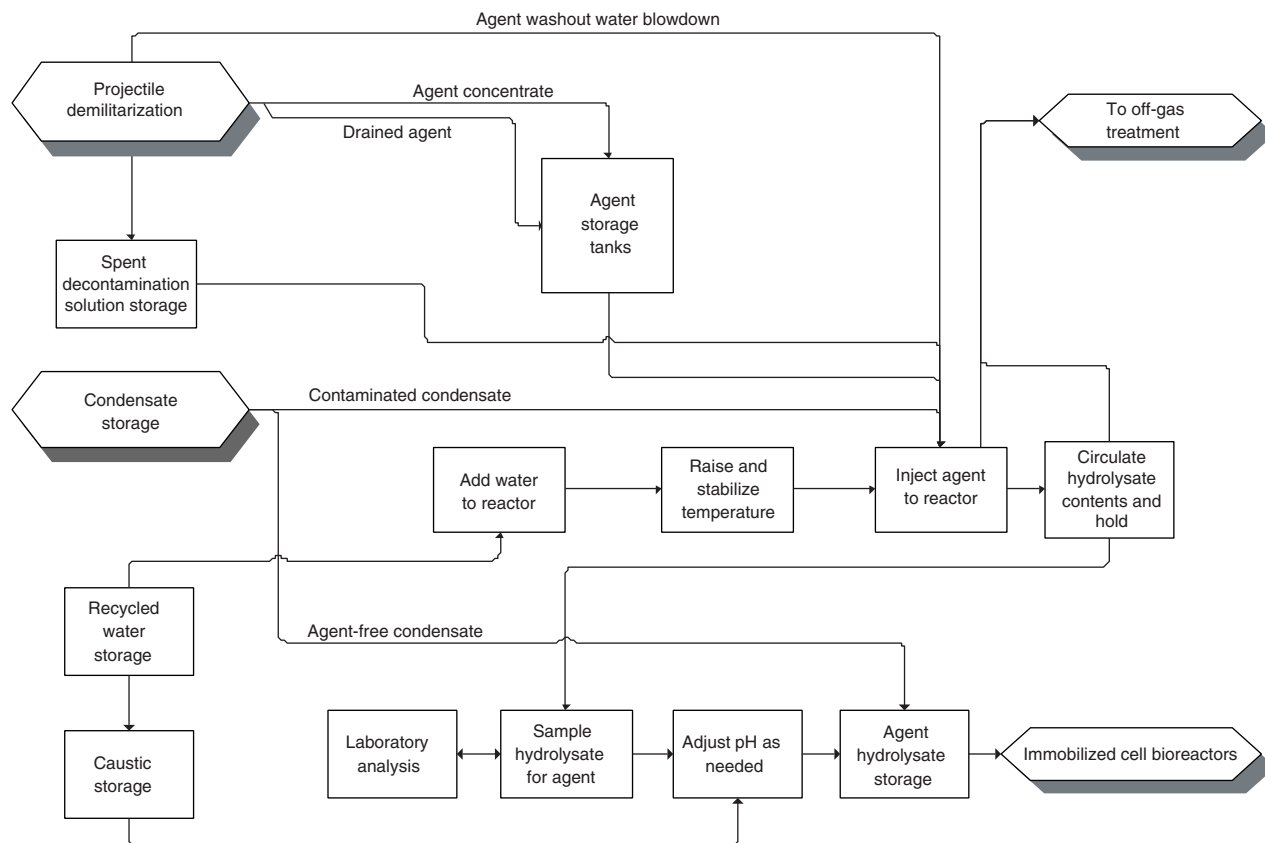 Agent washout water blowdown
Projectile
demilitarization
Agent concentrate
Drained agent
To off-gas
treatment
Agent
storage
tanks
Spent
decontamination
solution storage
Condensate
storage
Contaminated condensate
Add water
to reactor
Raise and
stabilize
temperature
Inject agent
to reactor
Circulate
hydrolysate
contents and
hold
Recycled
water
storage
Agent-free condensate
Caustic
storage
Laboratory
analysis
Sample
hydrolysate
for agent
Adjust pH as
needed
Agent
hydrolysate
storage
Immobilized cell bioreactors